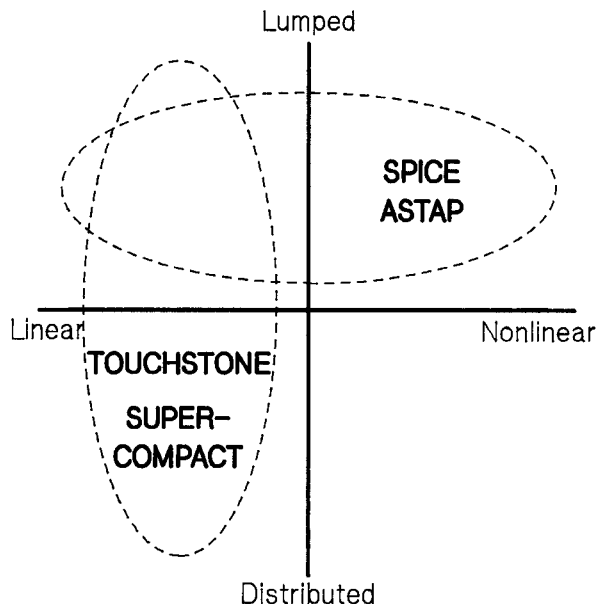 Lumped
SPICE
ASTAP
Linear
Nonlinear
TOUCHSTONE
SUPER-
COMPACT
Distributed